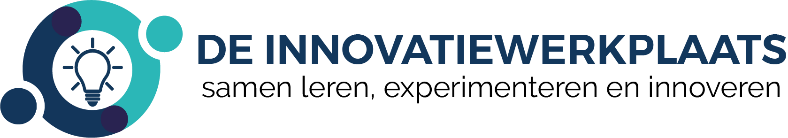 DE INNOVATIEWERKPLAATS
samen leren, experimenteren en innoveren